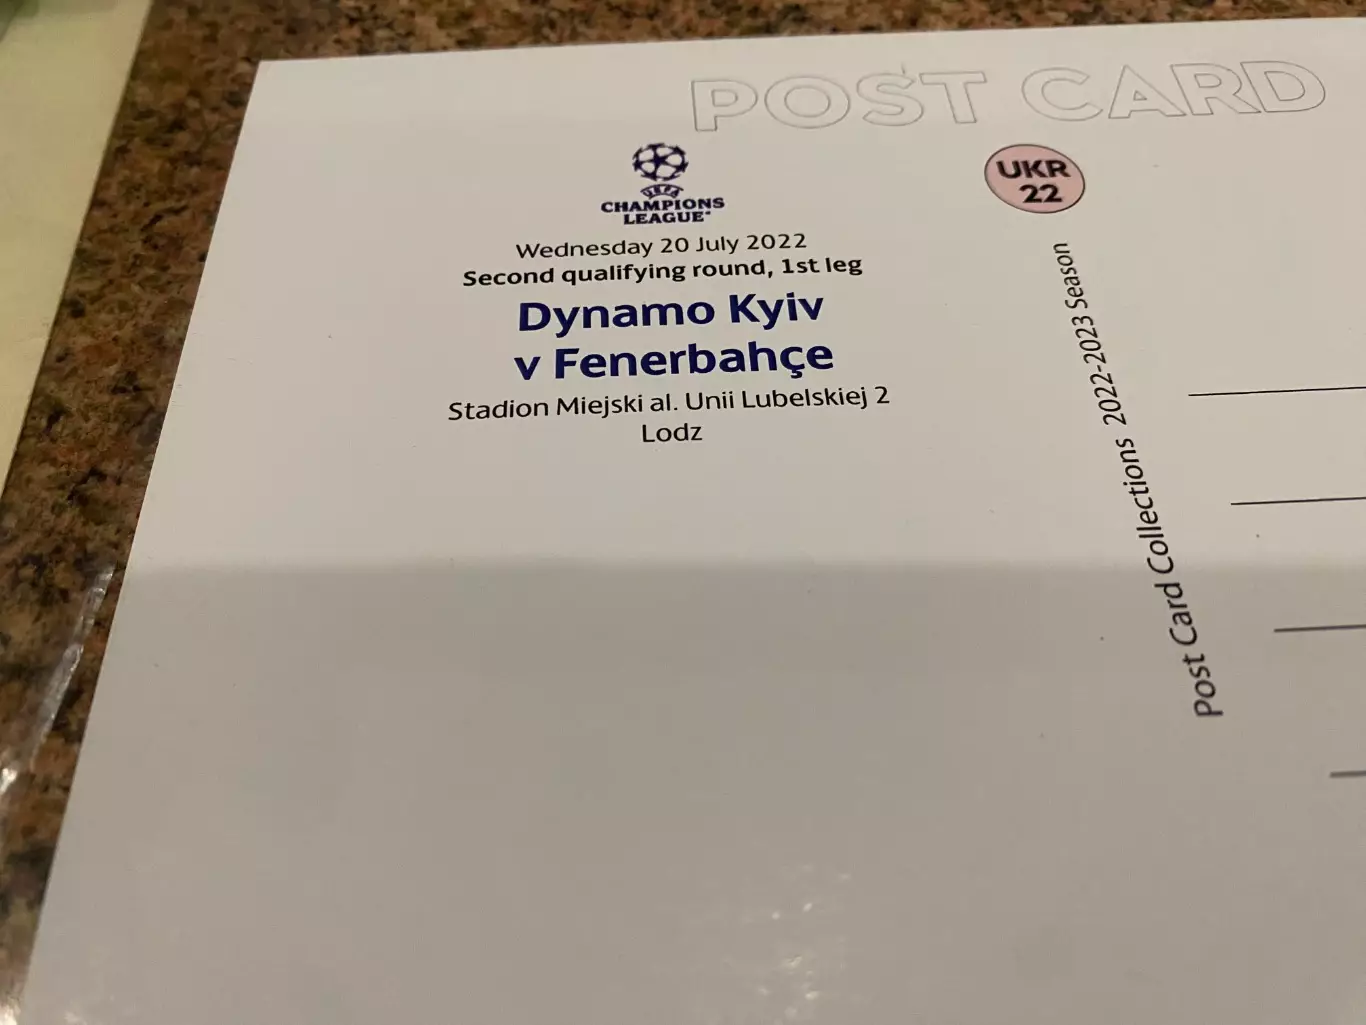 POST CARD
UEFA
CHAMPIONS
LEAGUE
Wednesday 20 July 2022
Second qualifying round, 1st leg
Dynamo Kyiv
v Fenerbahçe
Stadion Miejski al. Unii Lubelskiej 2
Lodz
UKR
22
Post Card Collections 2022-2023 Season